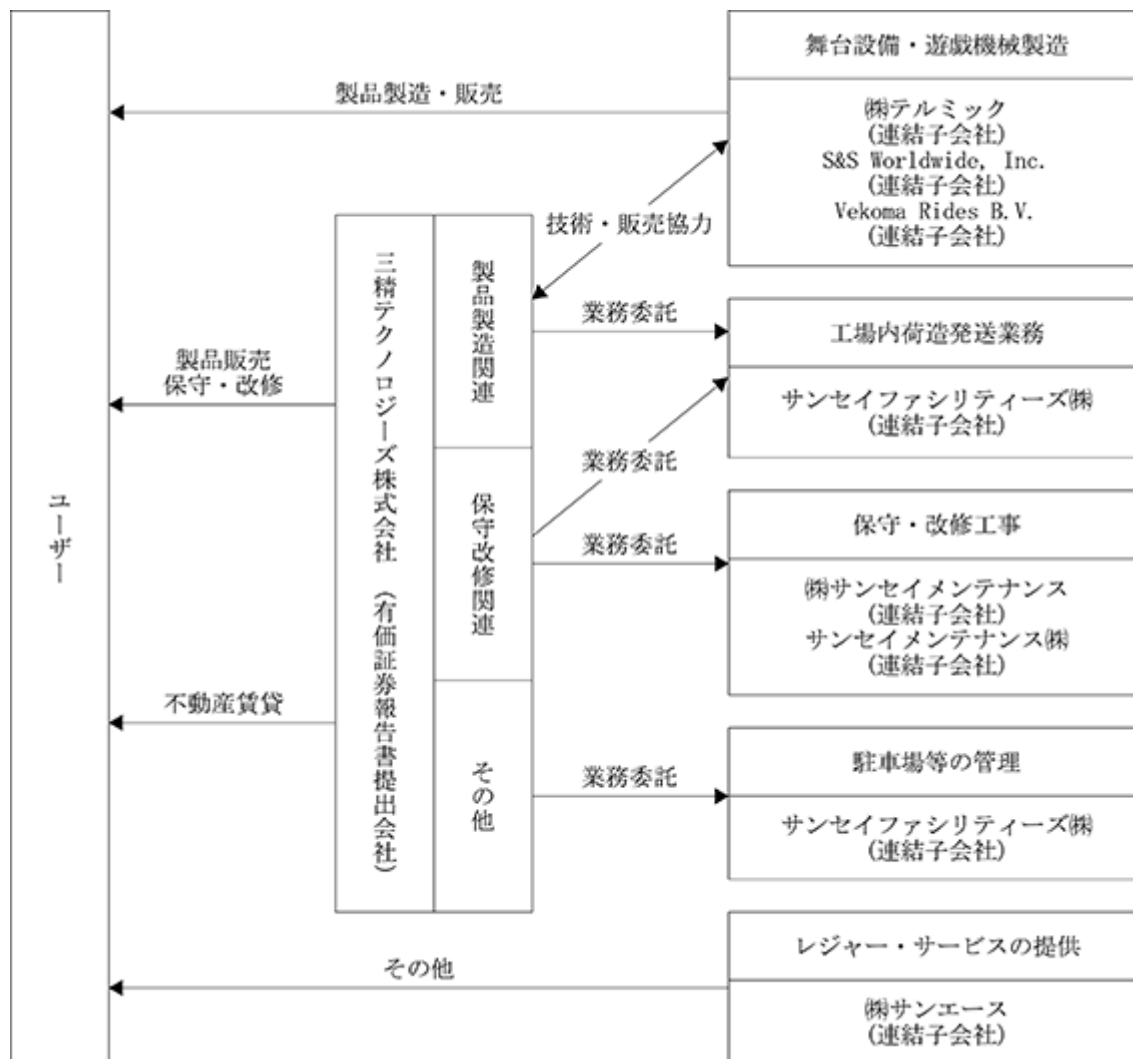 舞台設備・遊戯機械製造
製品製造・販売
㈱テルミック
(連結子会社)
S&S Worldwide, Inc.
(連結子会社)
Vekoma Rides B.V.
(連結子会社)
技術・販売協力
三精テクノロジーズ株式会社 (有価証券報告書提出会社)
製品製造関連
業務委託
工場内荷造発送業務
製品販売
保守・改修
サンセイファシリティーズ㈱
(連結子会社)
業務委託
ユーザー
保守改修関連
保守・改修工事
業務委託
㈱サンセイメンテナンス
(連結子会社)
サンセイメンテナンス㈱
(連結子会社)
不動産賃貸
その他
駐車場等の管理
業務委託
サンセイファシリティーズ㈱
(連結子会社)
レジャー・サービスの提供
その他
㈱サンエース
(連結子会社)